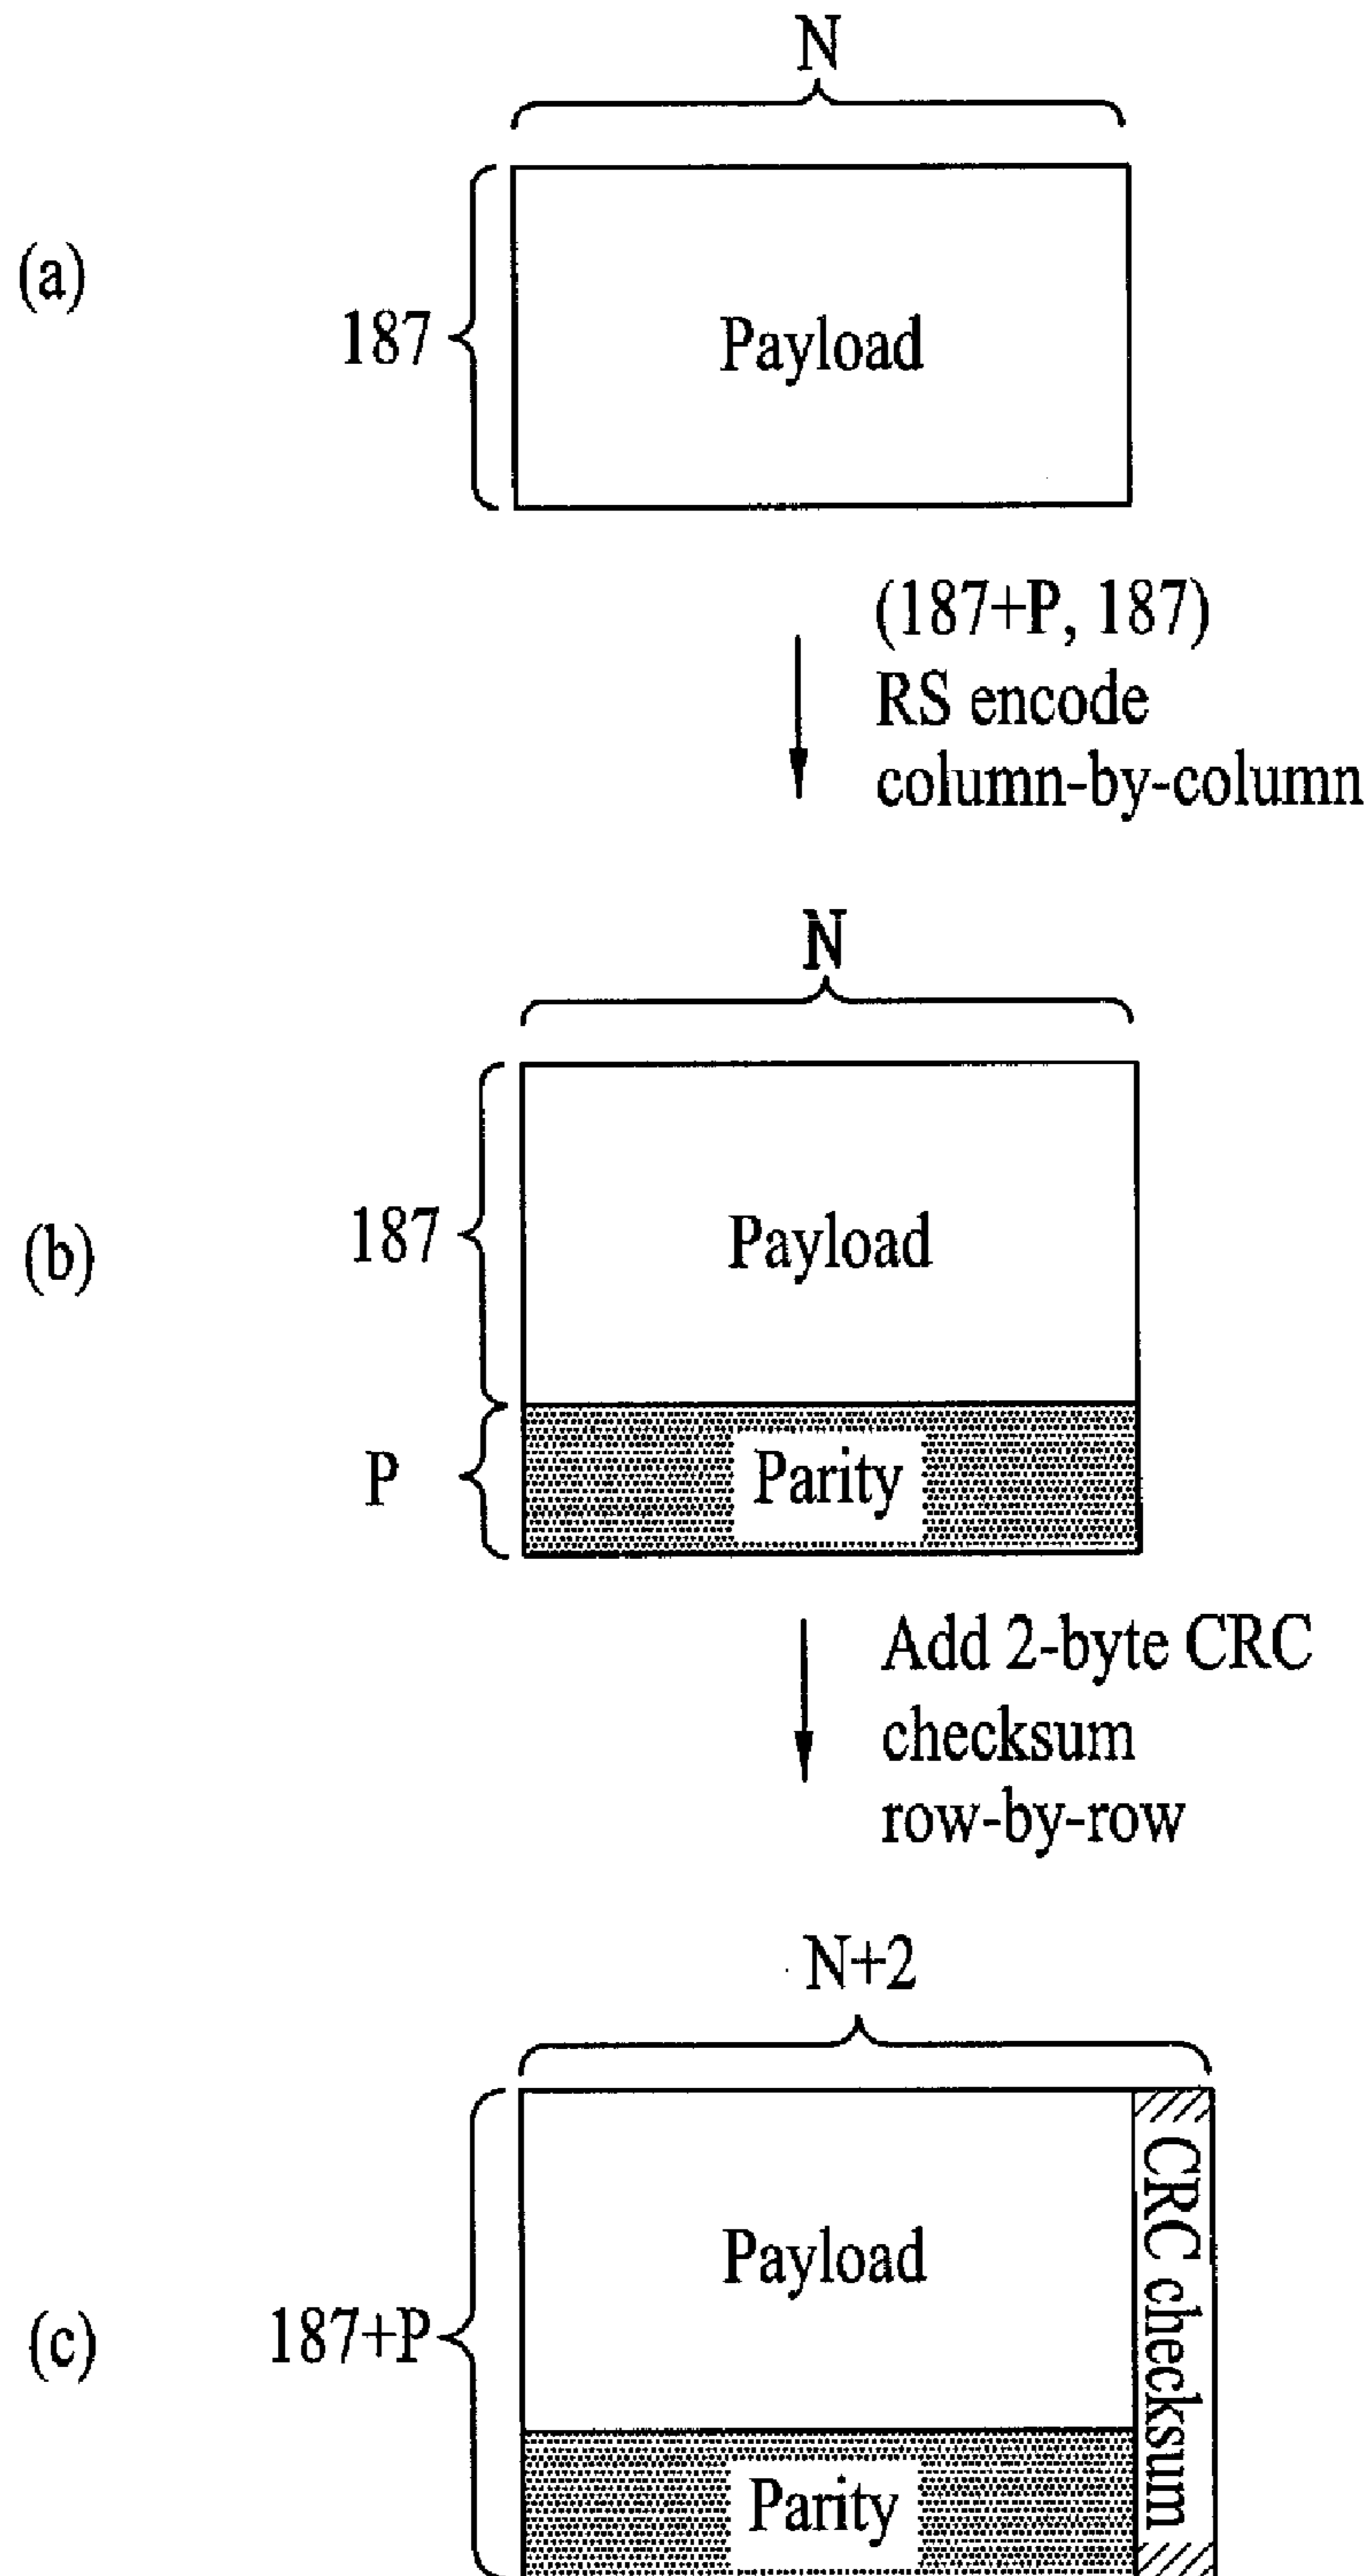 N
(a)
187
Payload
(187+P, 187)
RS encode
column-by-column
N
(b)
187
Payload
P
Parity
Add 2-byte CRC
checksum
row-by-row
N+2
(c)
187+P
Payload
CRC checksum
Parity